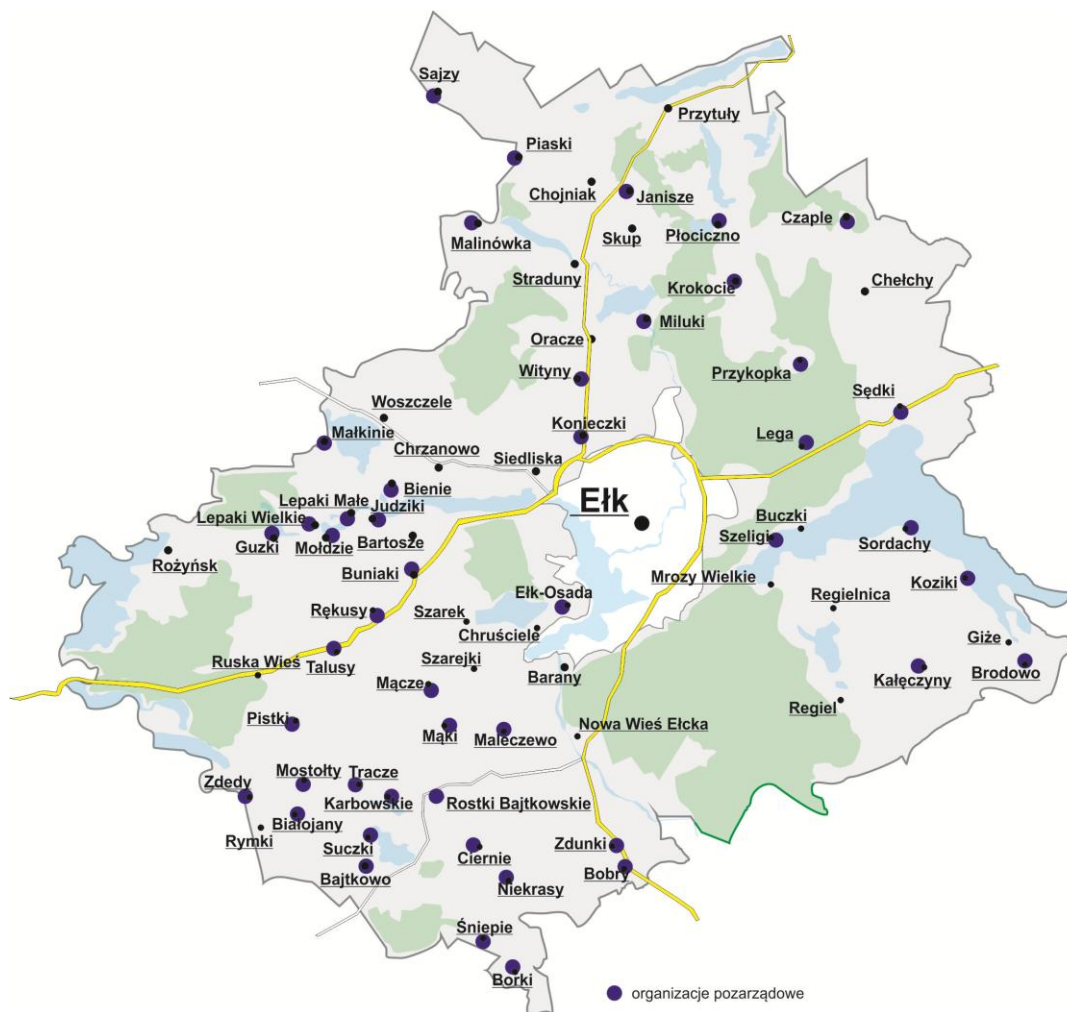 Sajzy
Przytuły
Piaski
Chojniak
Janisze
Czaple
Malinówka
Skup
Płociczno
Straduny
Krokocie
Chełchy
Miluki
Oracze
Wityny
Przykopka
Sędki
Woszczele
Małkinie
Konieczki
Lega
Chrzanowo
Siedliska
Bienie
Lepaki Małe
Judziki
Ełk
Lepaki Wielkie
Guzki
Mołdzie
Bartosze
Buczki
Szeligi
Sordachy
Rożyńsk
Buniaki
Mrozy Wielkie
Koziki
Ełk-Osada
Rękusy
Szarek
Regielnica
Chruściele
Giże
Talusy
Ruska Wieś
Szarejki
Barany
Kałęczyny
Brodowo
Mącze
Regiel
Pistki
Mąki
Maleczewo
Nowa Wieś Ełcka
Mostołty
Tracze
Zdedy
Karbowskie
Rostki Bajtkowskie
Białojany
Rymki
Suczki
Ciernie
Zdunki
Bajtkowo
Niekrasy
Bobry
Śniepie
Borki
organizacje pozarządowe